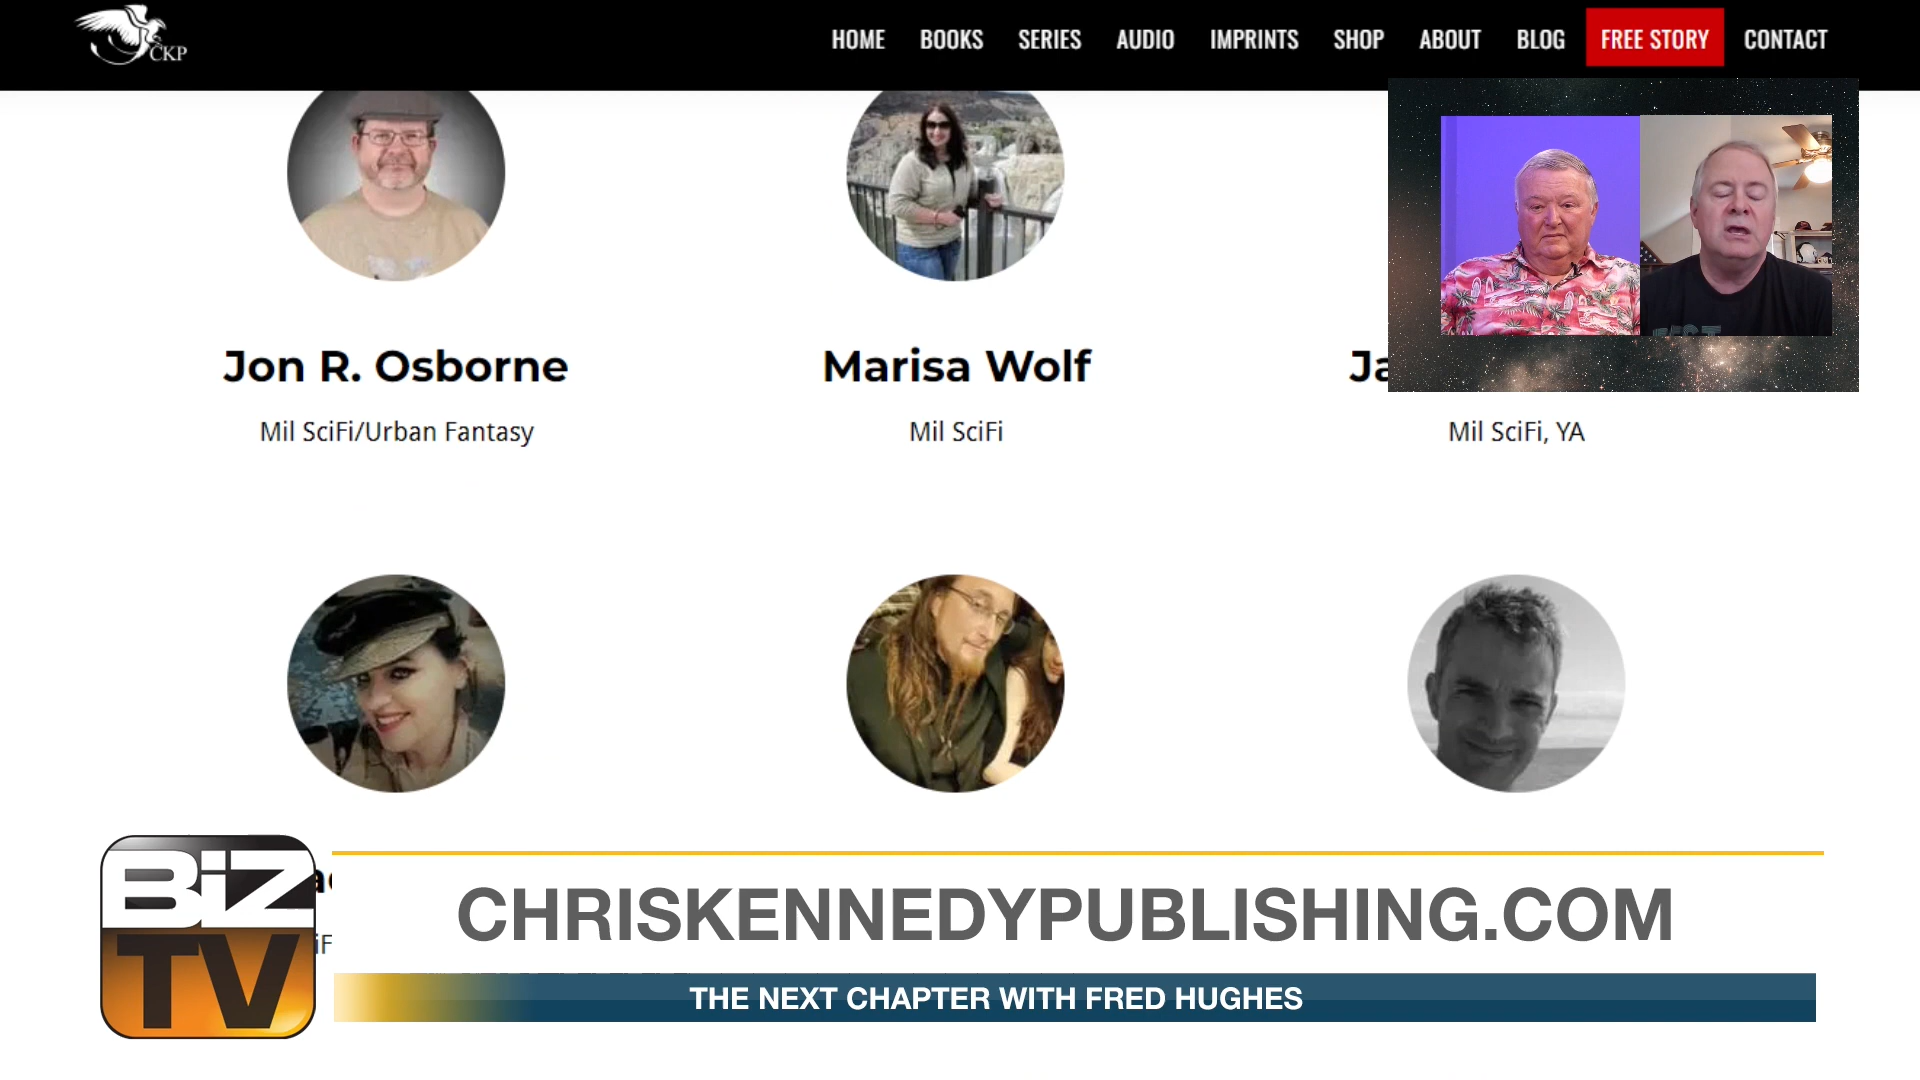 CKP
HOME BOOKS SERIES AUDIO IMPRINTS SHOP ABOUT BLOG FREE STORY CONTACT
Jon R. Osborne
Marisa Wolf
Ja
Mil SciFi/Urban Fantasy
Mil SciFi
Mil SciFi, YA
BiZ
TV
CHRISKENNEDYPUBLISHING.COM
THE NEXT CHAPTER WITH FRED HUGHES